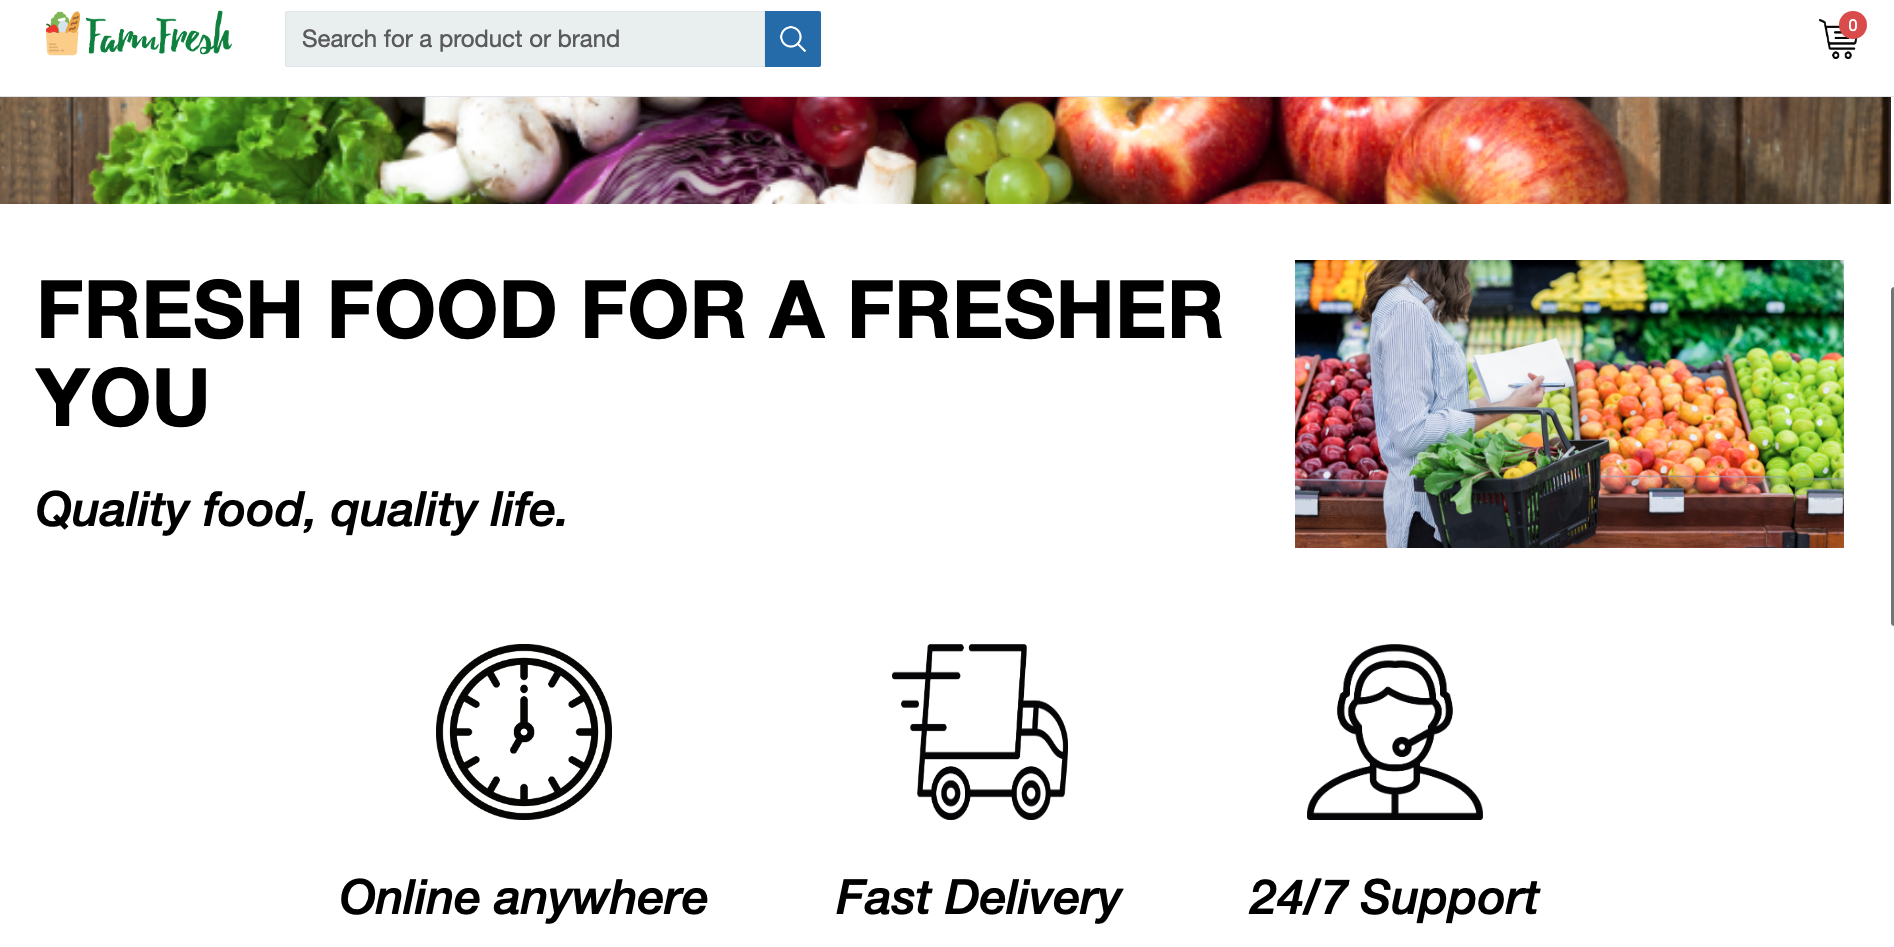 FarmFresh
Search for a product or brand
0
FRESH FOOD FOR A FRESHER
YOU
Quality food, quality life.
Online anywhere
Fast Delivery
24/7 Support